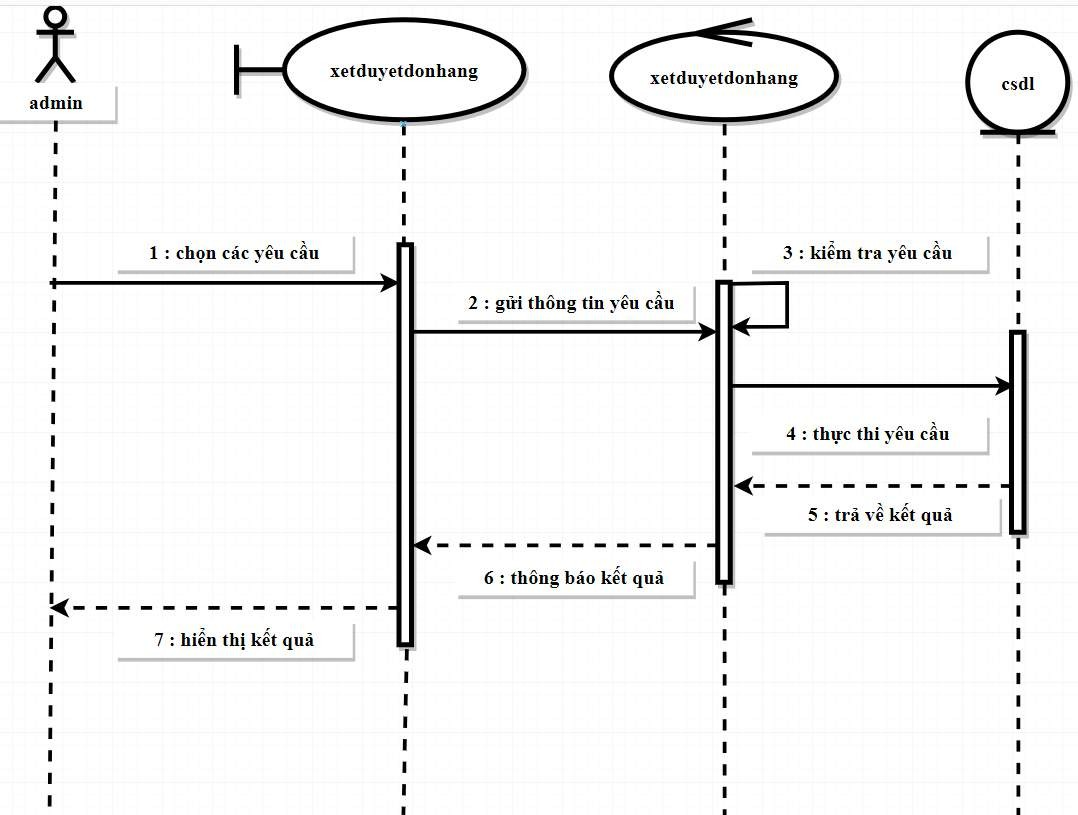 admin
xetduyetdonhang
xetduyetdonhang
csdl
1 : chọn các yêu cầu
2 : gửi thông tin yêu cầu
3 : kiểm tra yêu cầu
4 : thực thi yêu cầu
5 : trả về kết quả
6 : thông báo kết quả
7 : hiển thị kết quả